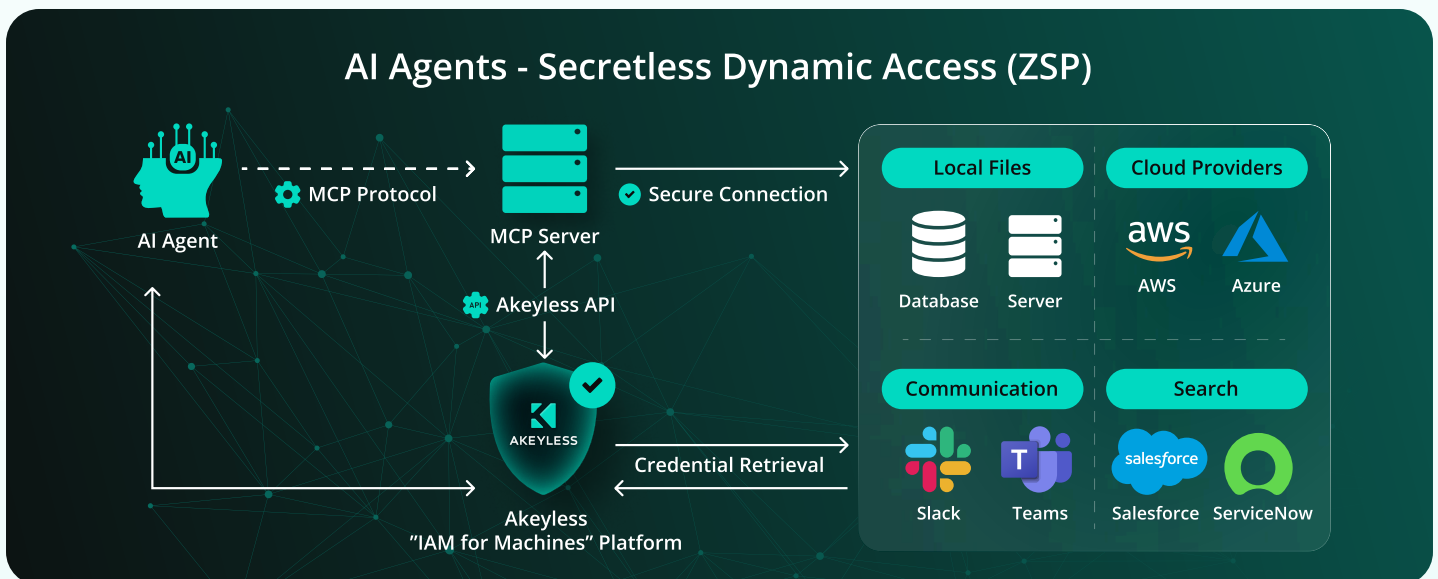 AI Agents - Secretless Dynamic Access (ZSP)
AI
AI Agent
MCP Protocol
MCP Server
Secure Connection
API
Akeyless API
AKEYLESS
Credential Retrieval
Akeyless
”IAM for Machines” Platform
Local Files
Database
Server
Cloud Providers
aws
AWS
Azure
Communication
T
Slack
Teams
Search
salesforce
Salesforce
ServiceNow